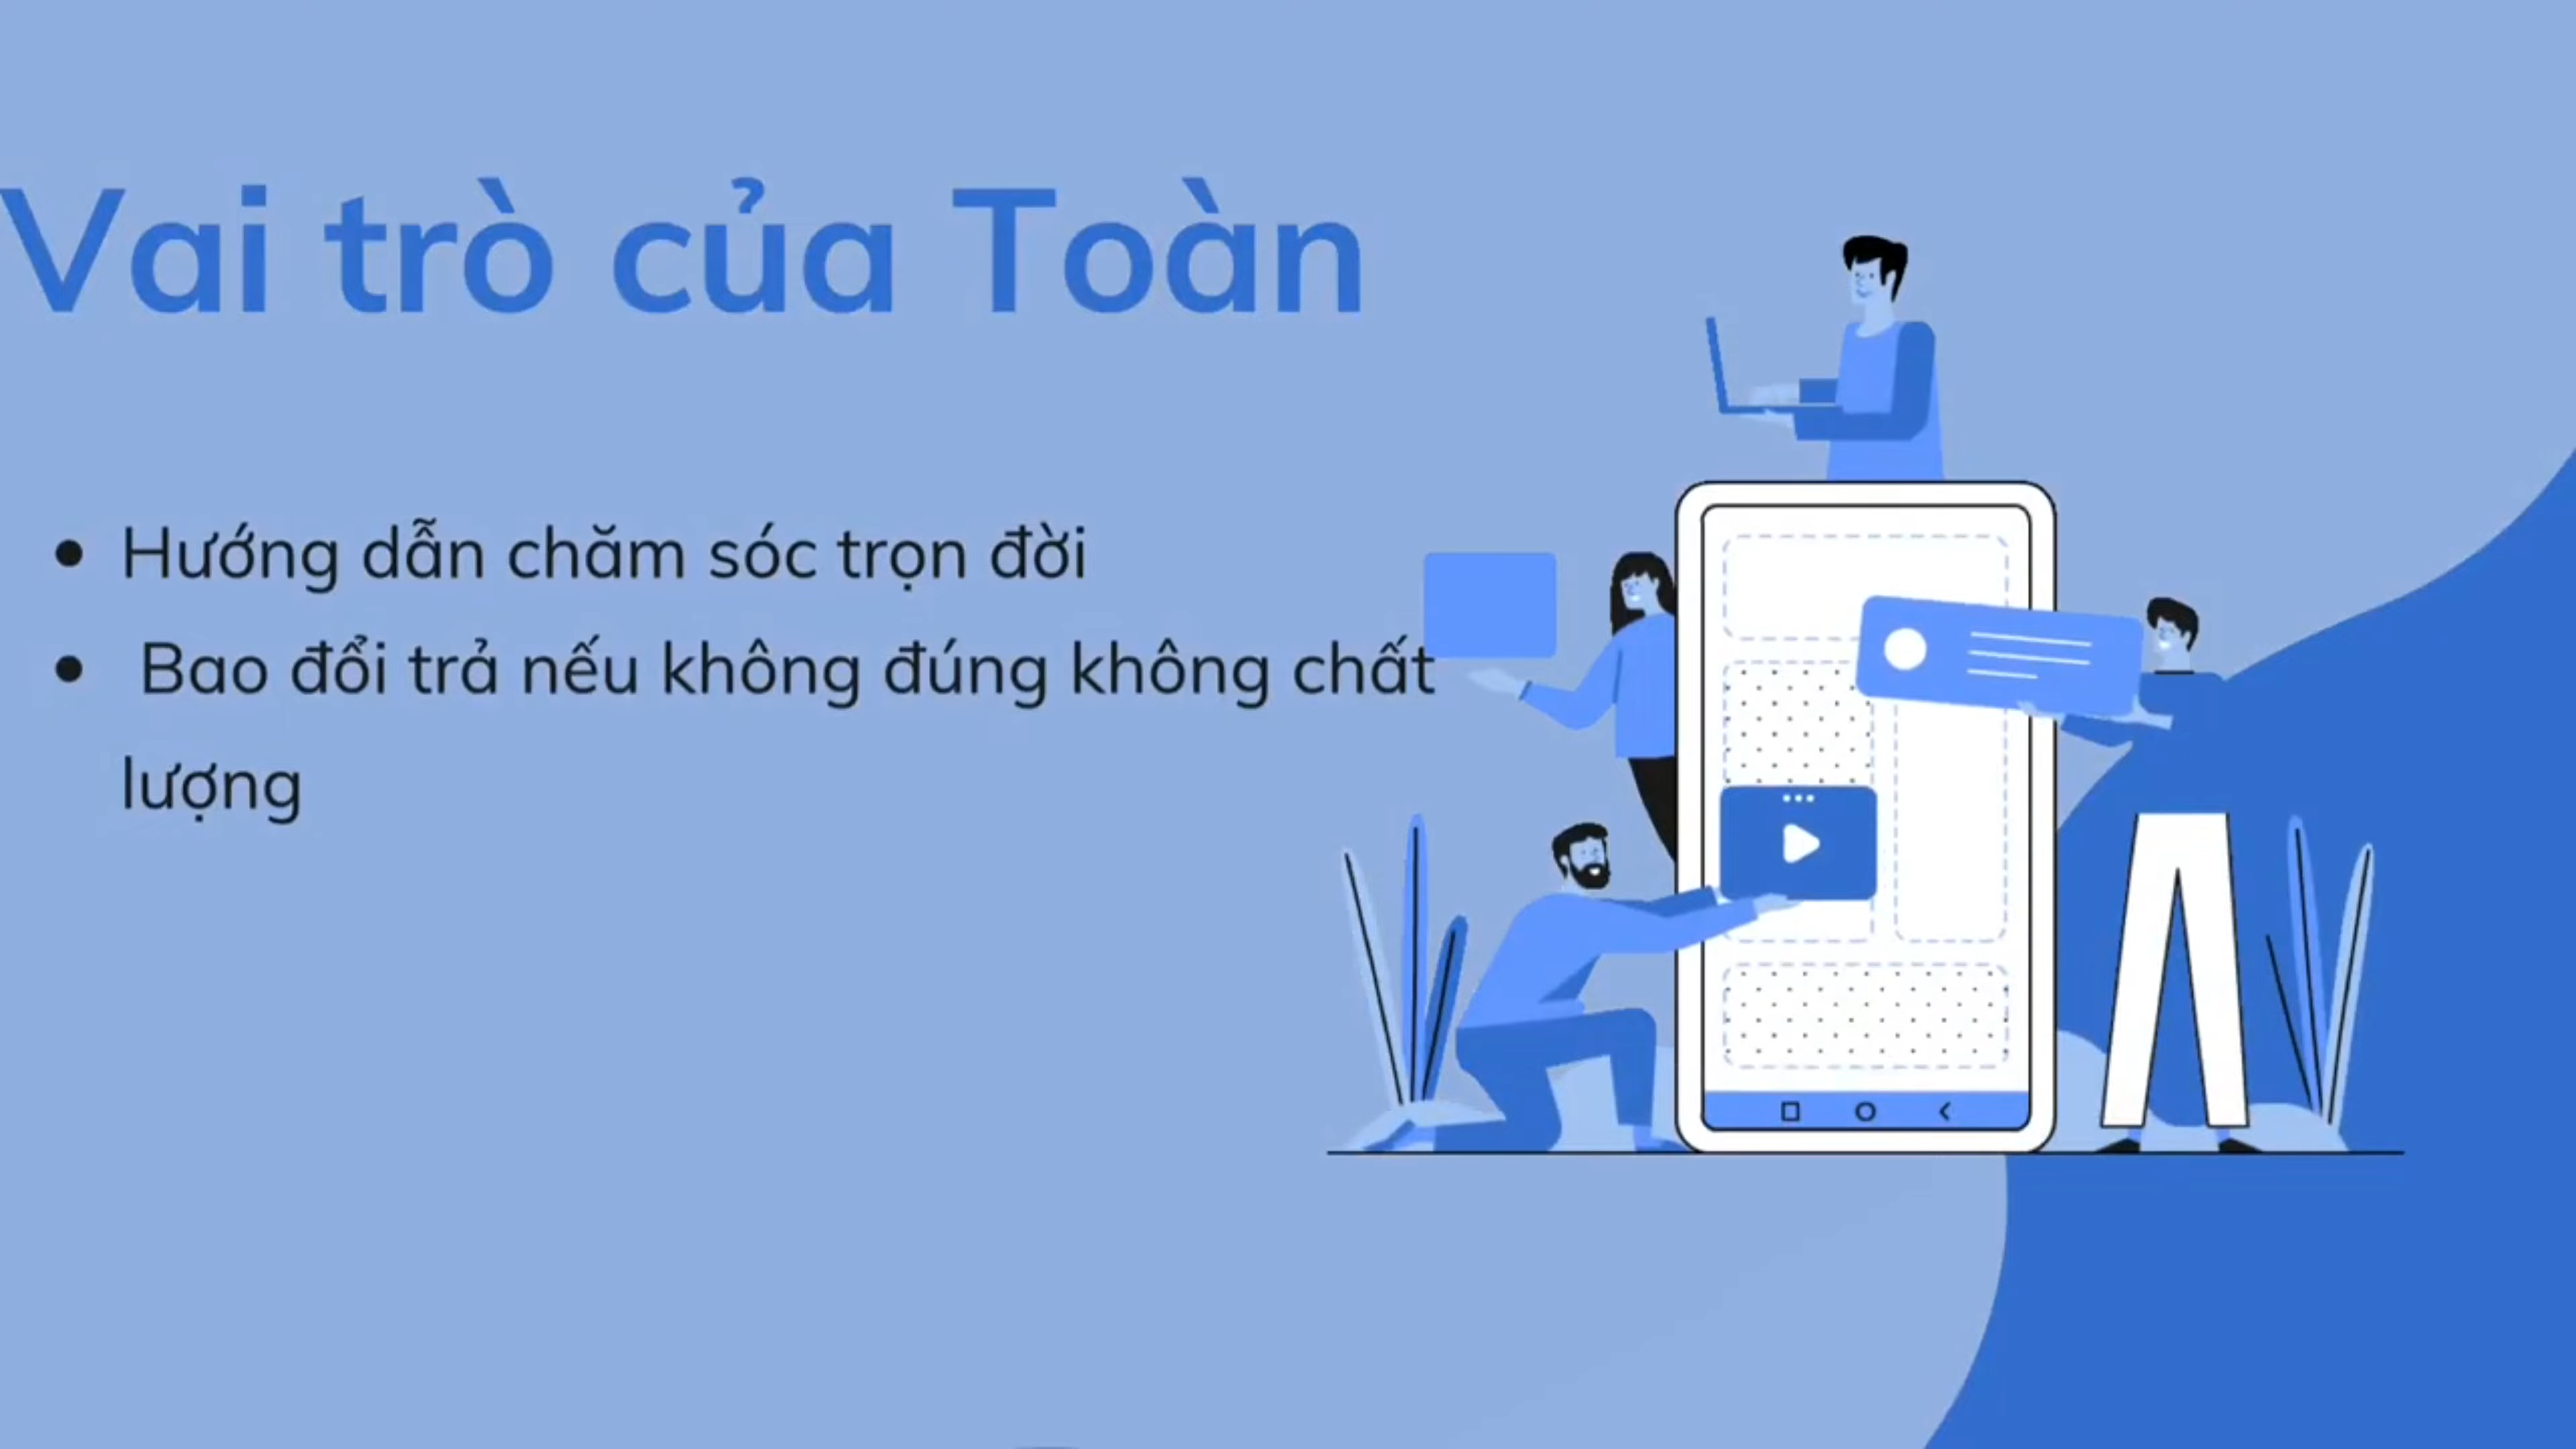 Vai trò của Toàn
• Hướng dẫn chăm sóc trọn đời
• Bao đổi trả nếu không đúng không chất
lượng